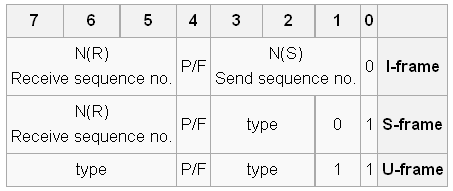 7 6 5 4 3 2 1 0
N(R) P/F N(S) 0 I-frame
Receive sequence no. Send sequence no.
N(R) P/F type 0 1 S-frame
Receive sequence no.
type P/F type 1 1 U-frame